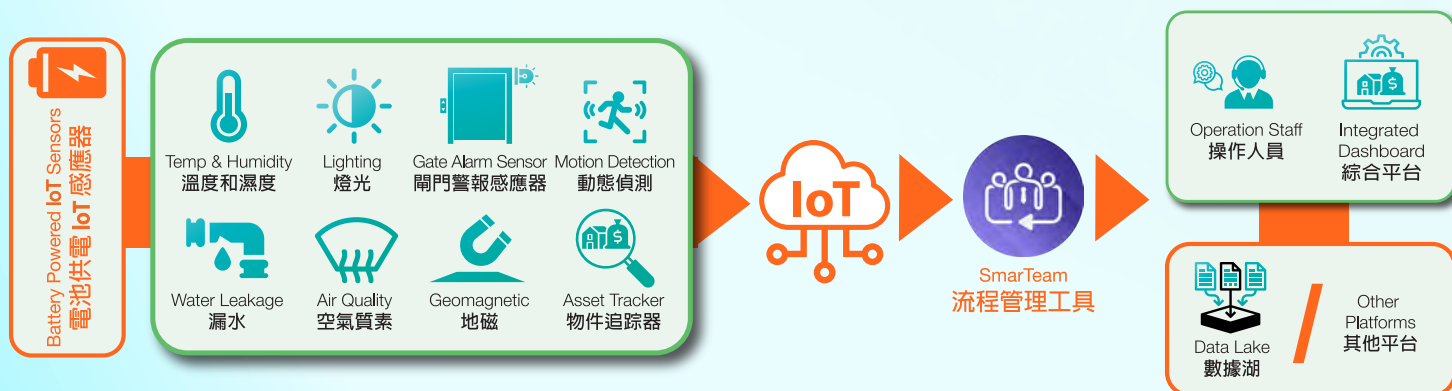 Battery Powered IoT Sensors
電池供電 IoT 感應器
Temp & Humidity
溫度和濕度
Lighting
燈光
Gate Alarm Sensor
閘門警報感應器
Motion Detection
動態偵測
Water Leakage
漏水
Air Quality
空氣質素
Geomagnetic
地磁
Asset Tracker
物件追踪器
IoT
SmarTeam
流程管理工具
Operation Staff
操作人員
Integrated
Dashboard
綜合平台
Data Lake
數據湖
/
Other
Platforms
其他平台